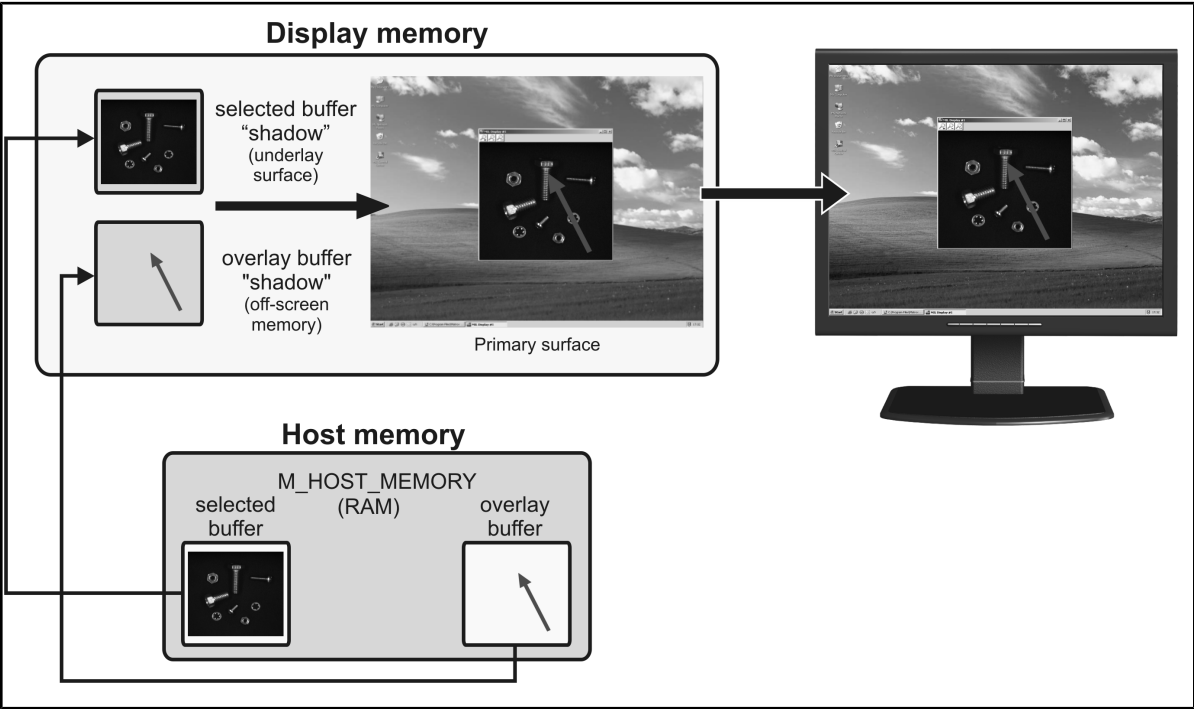 Display memory
selected buffer
“shadow”
(underlay
surface)
overlay buffer
"shadow"
(off-screen
memory)
Primary surface
Host memory
M_HOST_MEMORY
(RAM)
selected
buffer
overlay
buffer